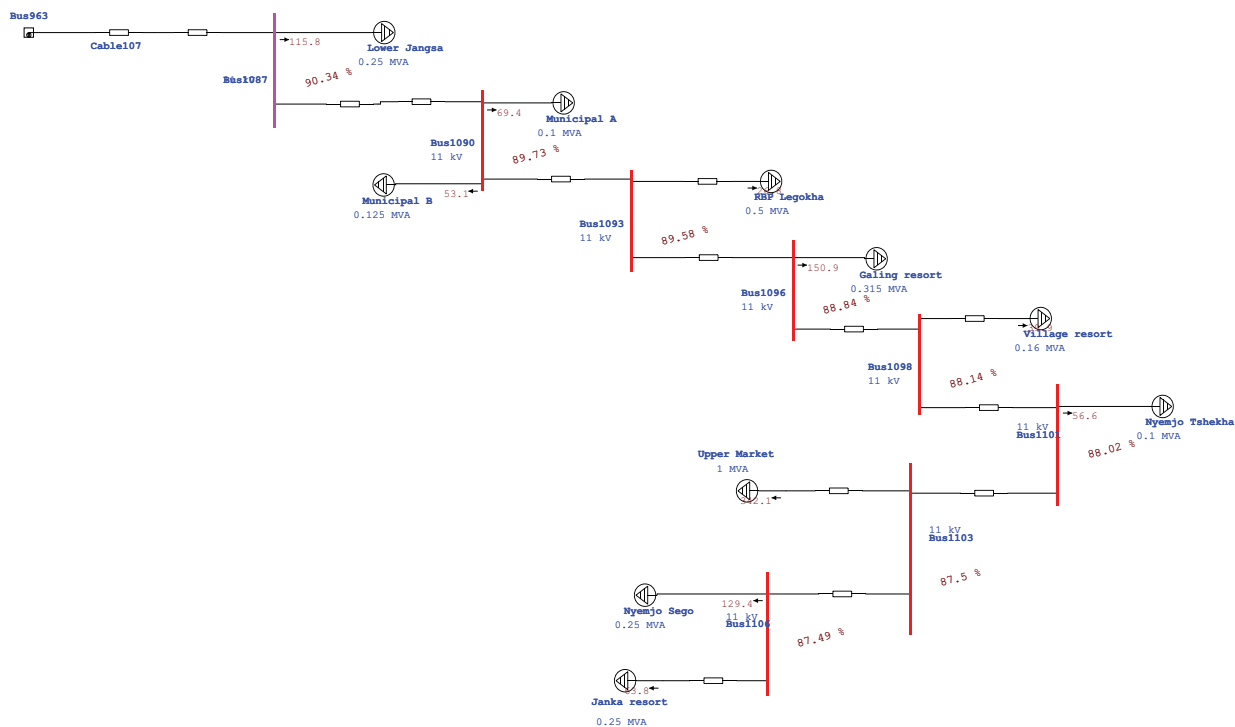 Bus963
Cable107
115.8
Lower Jangsa
0.25 MVA
Bus1087
90.34 %
69.4
Municipal A
0.1 MVA
Bus1090
11 kV
89.73 %
53.1
Municipal B
0.125 MVA
RBP Legokha
0.5 MVA
Bus1093
11 kV
89.58 %
150.9
Galing resort
0.315 MVA
Bus1096
11 kV
88.84 %
Village resort
0.16 MVA
Bus1098
11 kV
88.14 %
56.6
Nyemjo Tshekha
0.1 MVA
11 kV
Bus1101
88.02 %
Upper Market
1 MVA
11 kV
Bus1103
87.5 %
129.4
Nyemjo Sego
0.25 MVA
11 kV
Bus1106
87.49 %
Janka resort
0.25 MVA